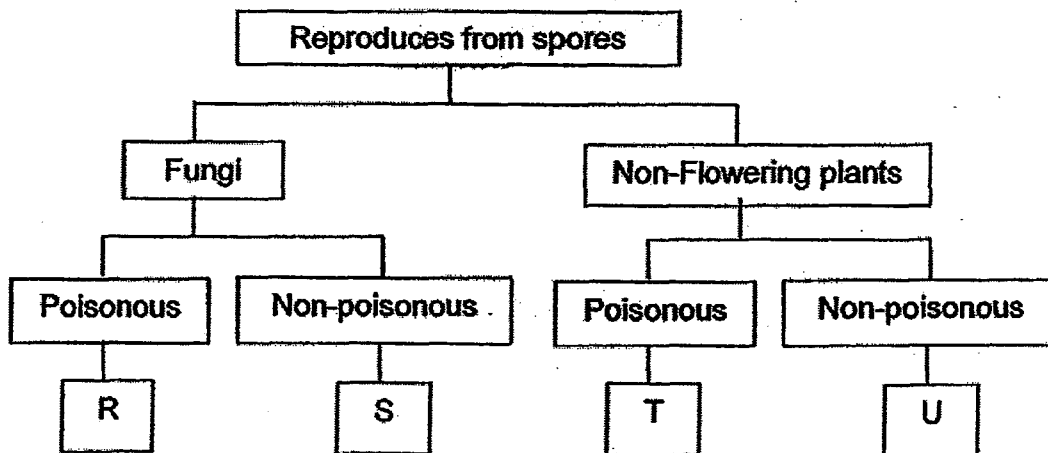 Reproduces from spores
Fungi
Non-Flowering plants
Poisonous
Non-poisonous
Poisonous
Non-poisonous
R
S
T
U